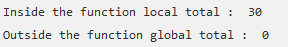 Inside the function local total :  30
Outside the function global total :  0